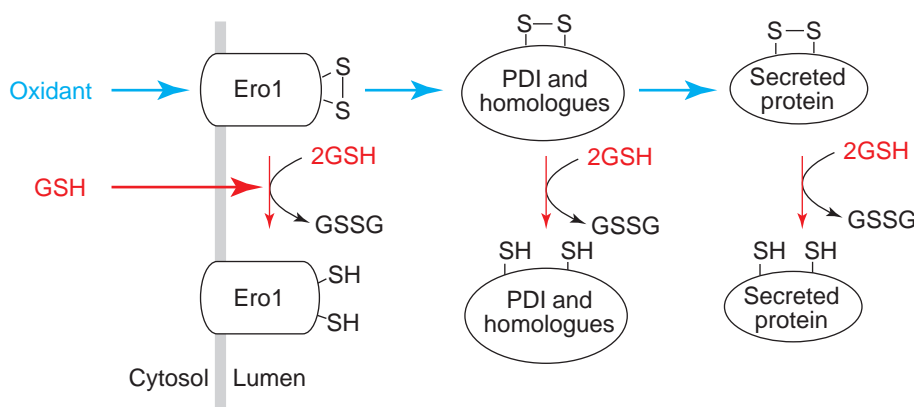 S S
S S
Oxidant
Ero1
S
S
PDI and
homologues
Secreted
protein
GSH
2GSH
GSSG
2GSH
GSSG
2GSH
GSSG
Ero1
SH
SH
SH SH
PDI and
homologues
SH SH
Secreted
protein
Cytosol Lumen